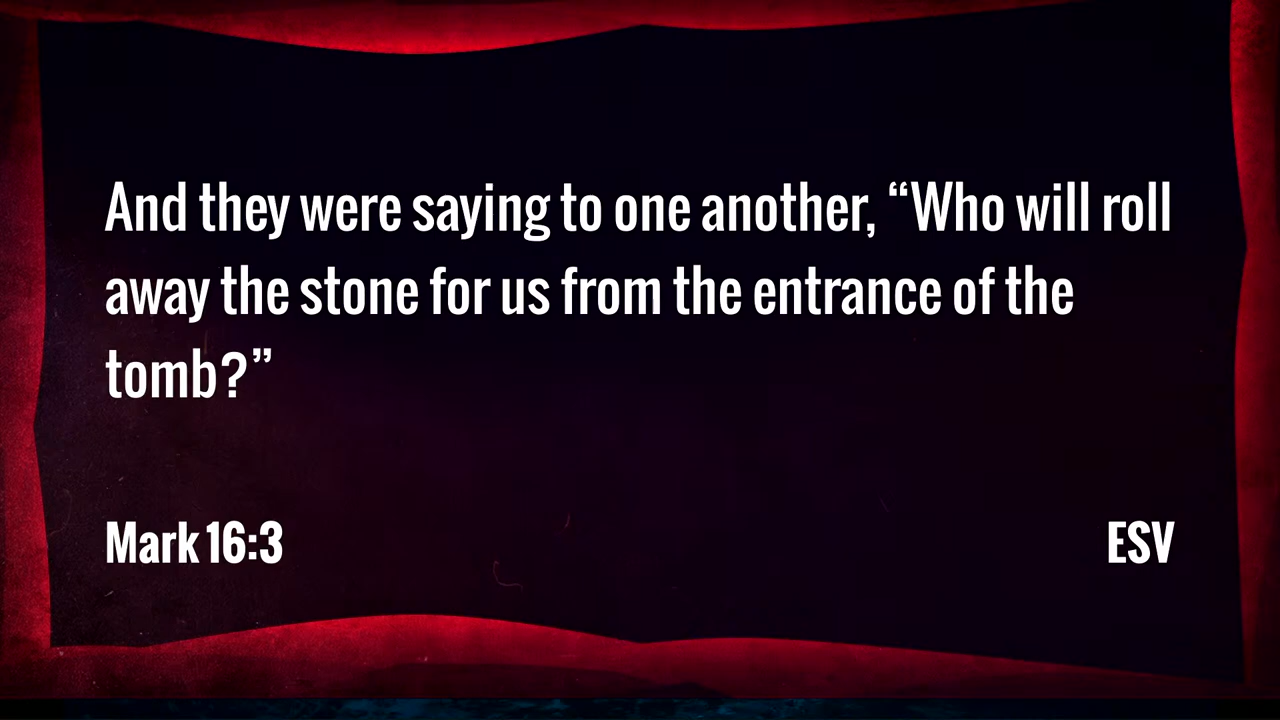 And they were saying to one another, “Who will roll
away the stone for us from the entrance of the
tomb?”
Mark 16:3
ESV